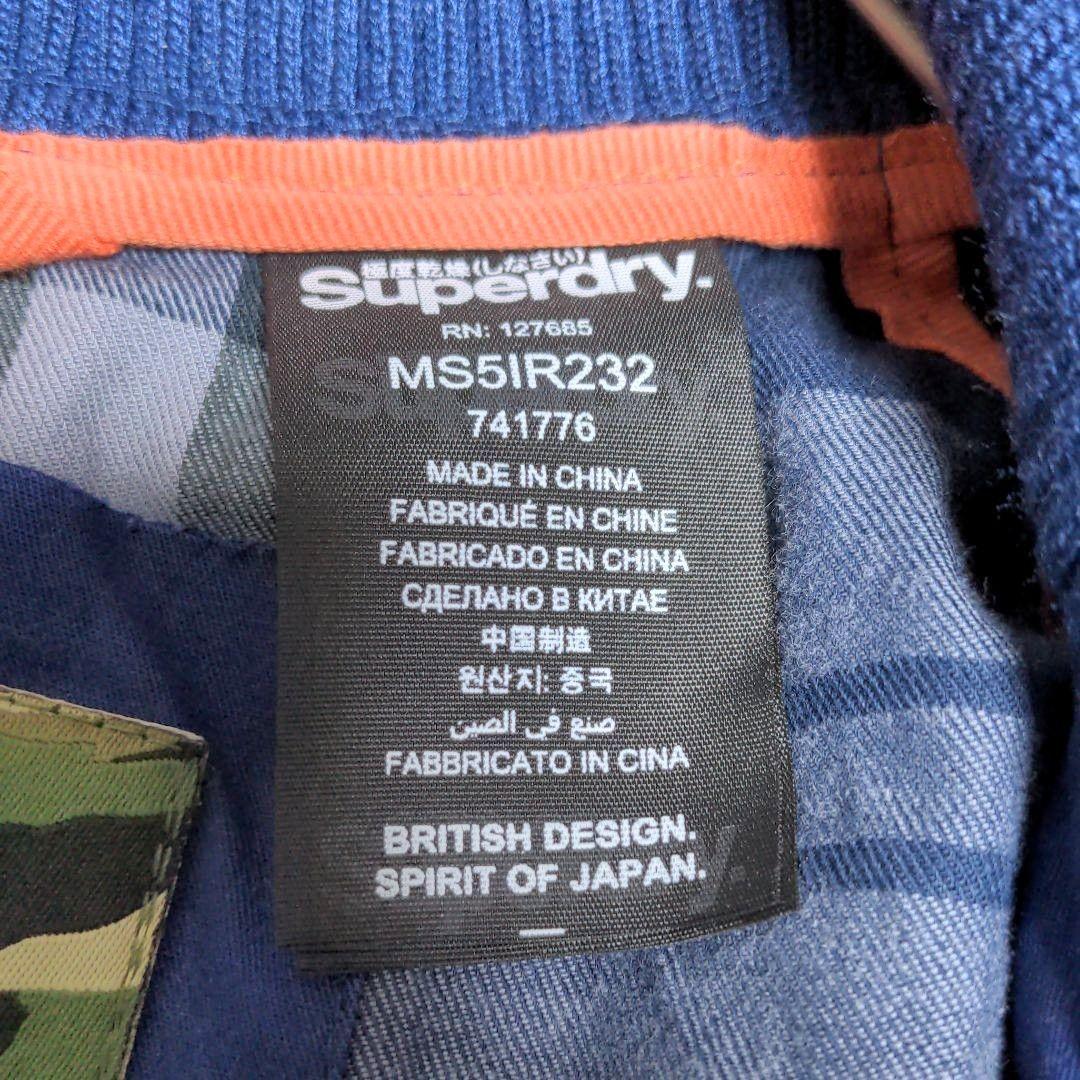 極度乾燥(しなさい)
Superdry.
RN: 127685
MS5IR232
741776
MADE IN CHINA
FABRIQUÉ EN CHINE
FABRICADO EN CHINA
СДЕЛАНО В КИТАЕ
中国制造
원산지: 중국
صنع في الصين
FABBRICATO IN CINA
BRITISH DESIGN.
SPIRIT OF JAPAN.